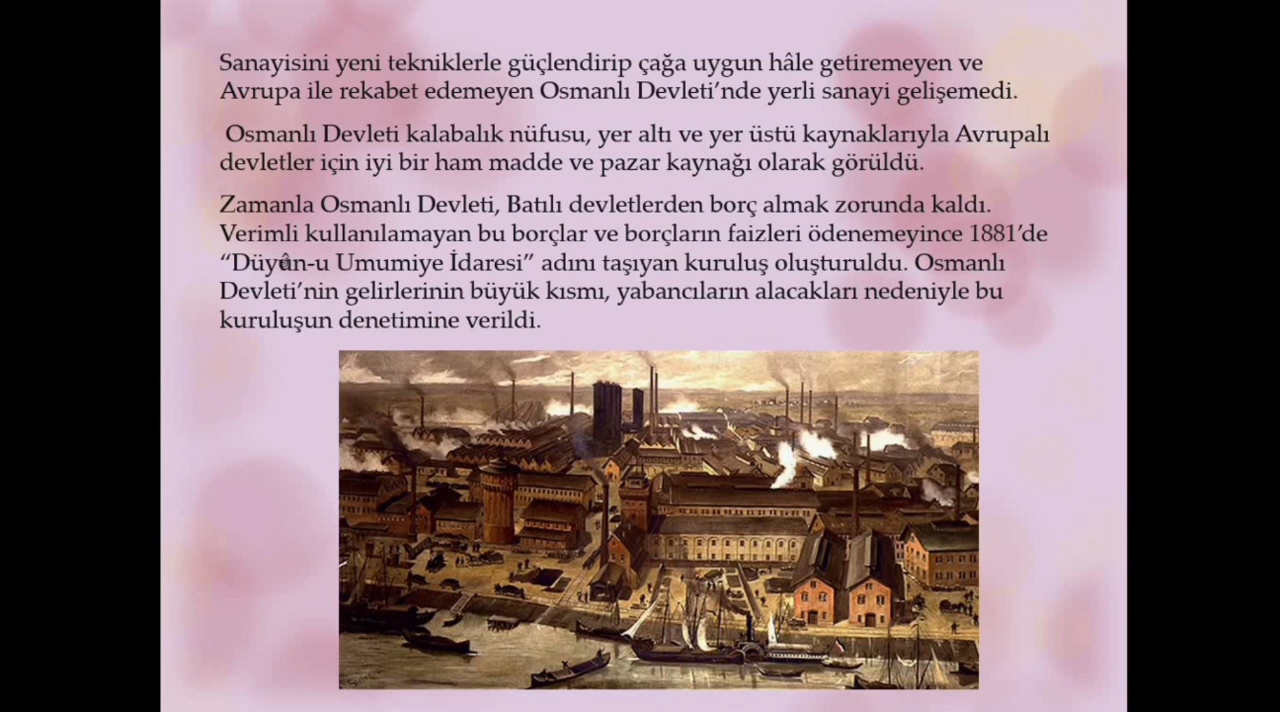 Sanayisini yeni tekniklerle güçlendirip çağa uygun hâle getiremeyen ve
Avrupa ile rekabet edemeyen Osmanlı Devleti’nde yerli sanayi gelişemedi.
Osmanlı Devleti kalabalık nüfusu, yer altı ve yer üstü kaynaklarıyla Avrupalı
devletler için iyi bir ham madde ve pazar kaynağı olarak görüldü.
Zamanla Osmanlı Devleti, Batılı devletlerden borç almak zorunda kaldı.
Verimli kullanılamayan bu borçlar ve borçların faizleri ödenemeyince 1881’de
“Düyûn-u Umumiye İdaresi” adını taşıyan kuruluş oluşturuldu. Osmanlı
Devleti’nin gelirlerinin büyük kısmı, yabancıların alacakları nedeniyle bu
kuruluşun denetimine verildi.